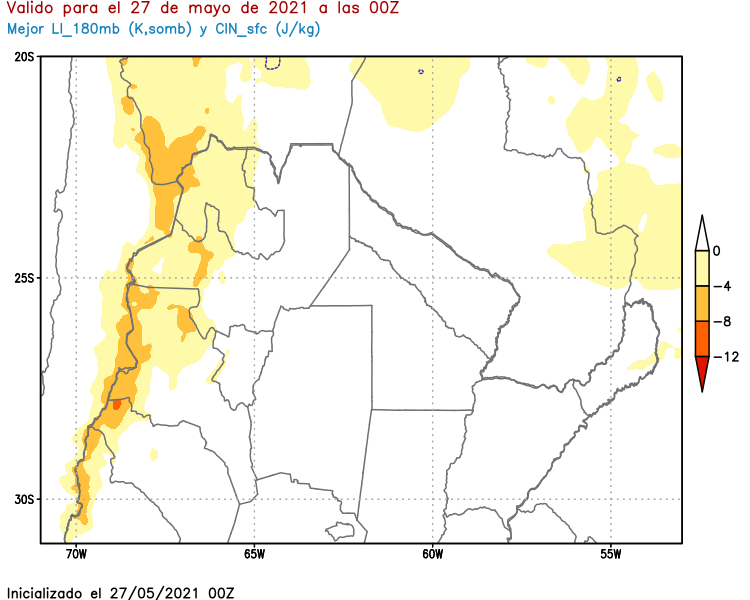 Valido para el 27 de mayo de 2021 a las 00Z
Mejor LI_180mb (K,somb) y CIN_sfc (J/kg)
20S
25S
30S
70W 65W 60W 55W
0
−4
−8
−12
Inicializado el 27/05/2021 00Z